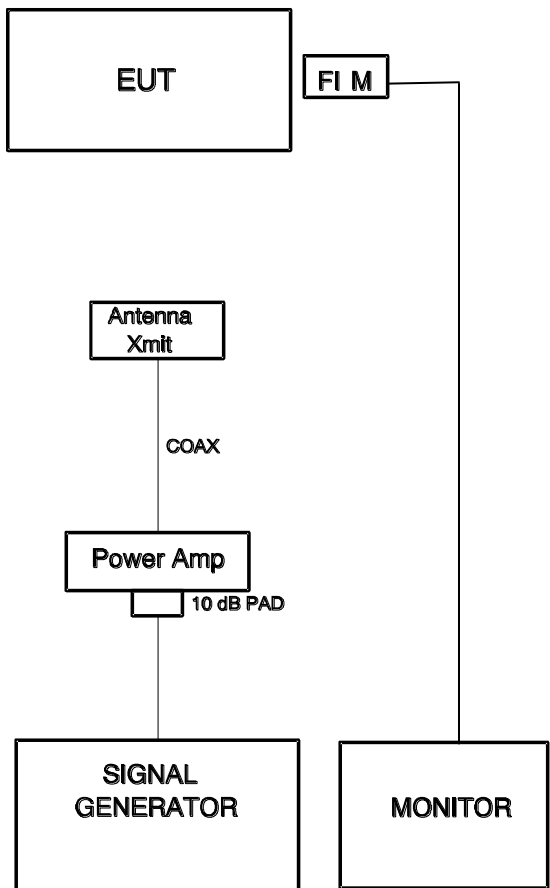 EUT
FI M
Antenna
Xmit
COAX
Power Amp
10 dB PAD
SIGNAL
GENERATOR
MONITOR